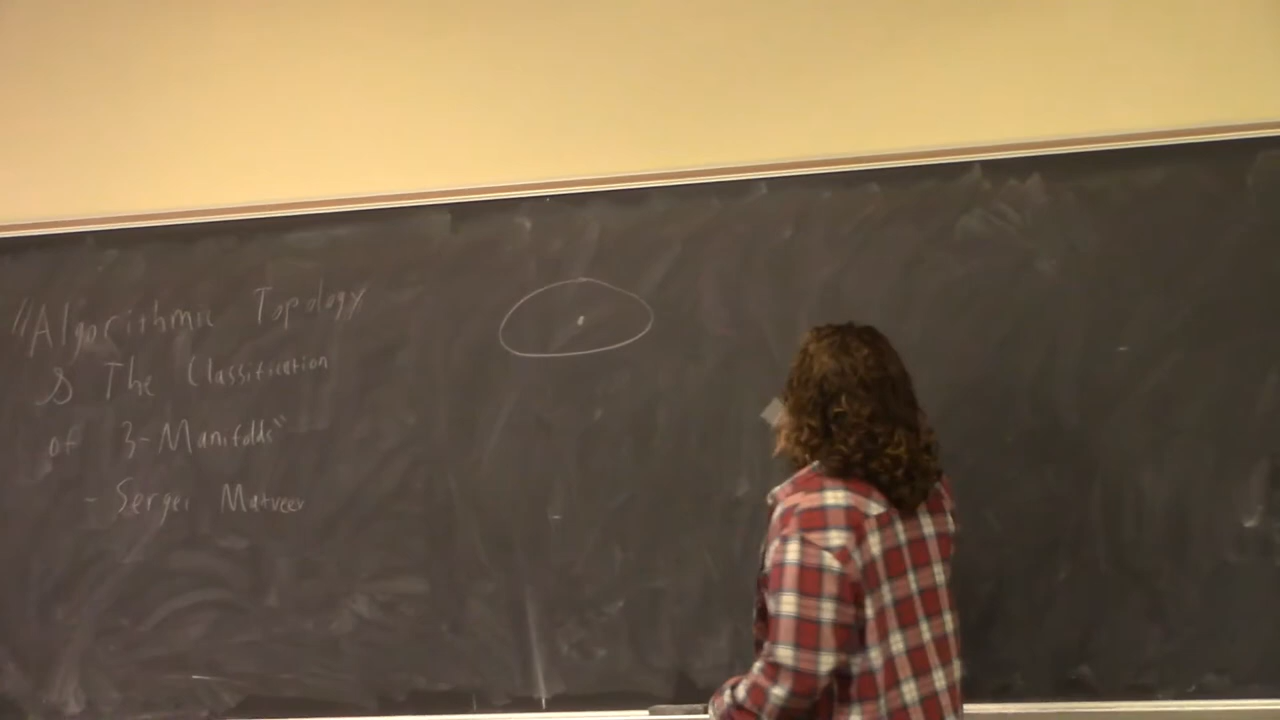 "Algorithmic Topology
& The Classification
of 3-Manifolds"
- Sergei Matveev